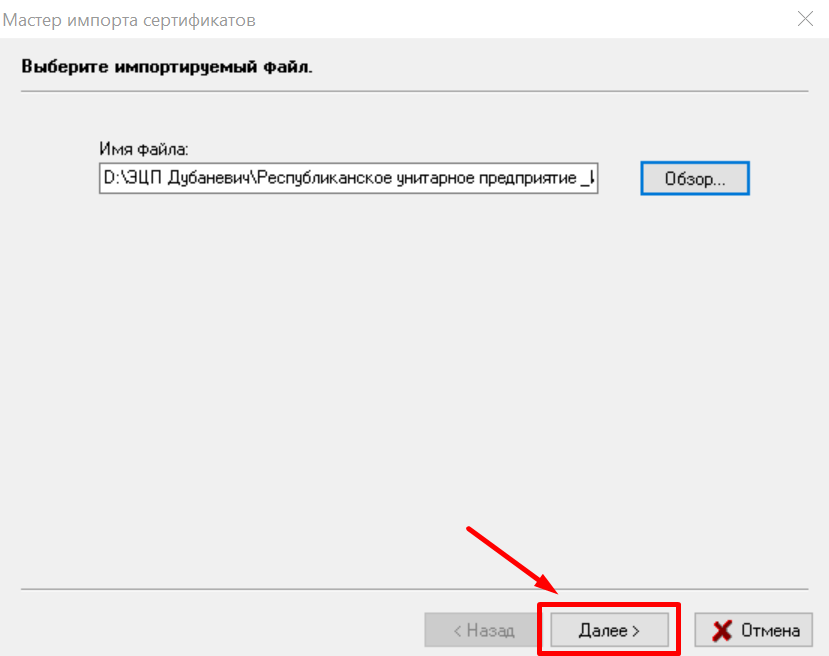 Мастер импорта сертификатов
Выберите импортируемый файл.
Имя файла:
D:\ЭЦП Дубаневич\Республиканское унитарное предприятие _
Обзор...
< Назад
Далее >
Отмена